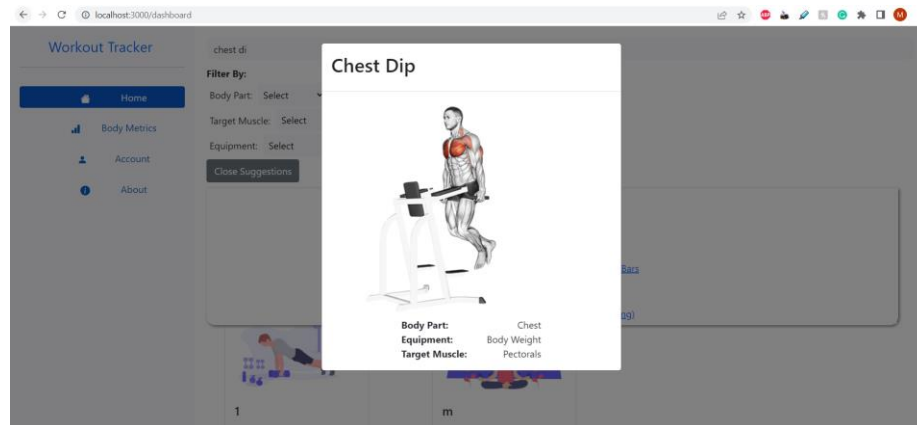 localhost:3000/dashboard
M
Workout Tracker
Home
Body Metrics
Account
About
chest di
Filter By:
Body Part: Select
Target Muscle: Select
Equipment: Select
Close Suggestions
Chest Dip
Body Part: Chest
Equipment: Body Weight
Target Muscle: Pectorals
Bars
ng)
1
m